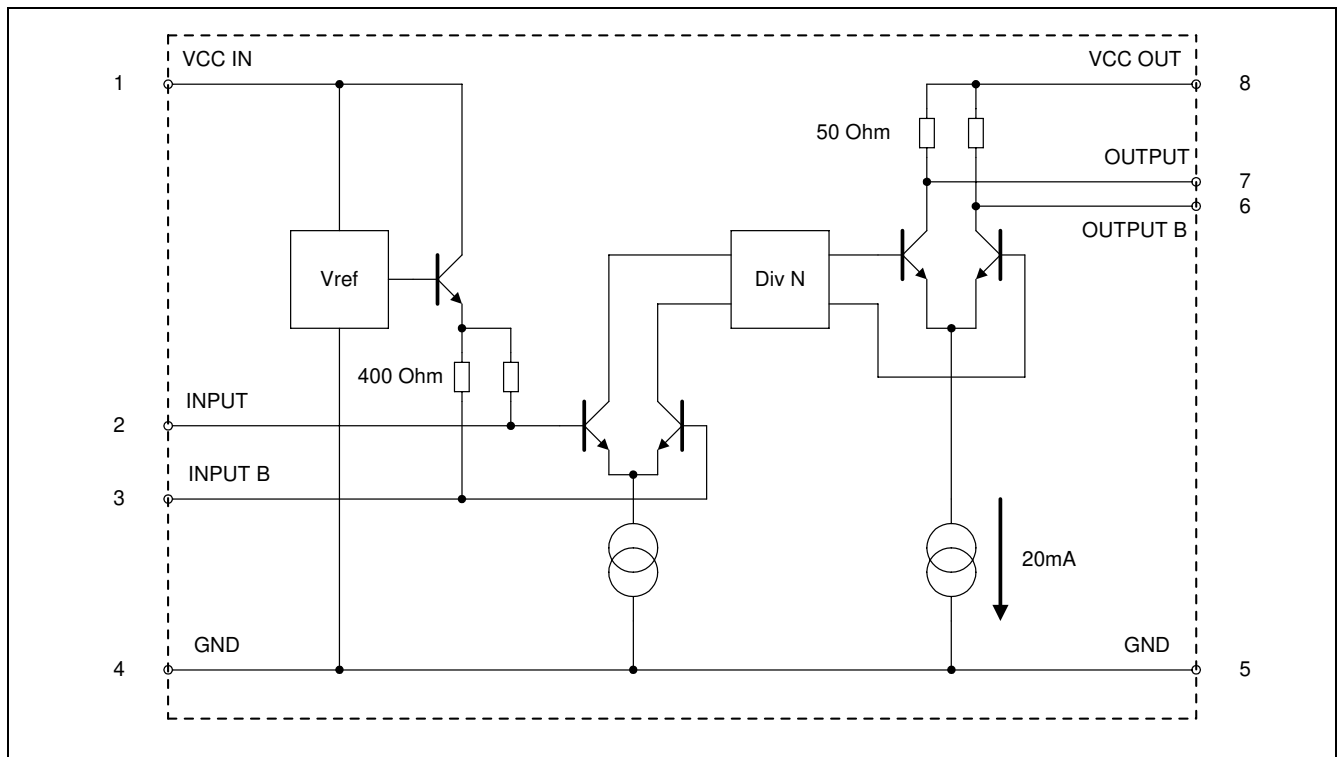 VCC IN
VCC OUT
1
8
50 Ohm
OUTPUT
7
6
OUTPUT B
Vref
Div N
400 Ohm
INPUT
2
INPUT B
3
20mA
GND
GND
4
5